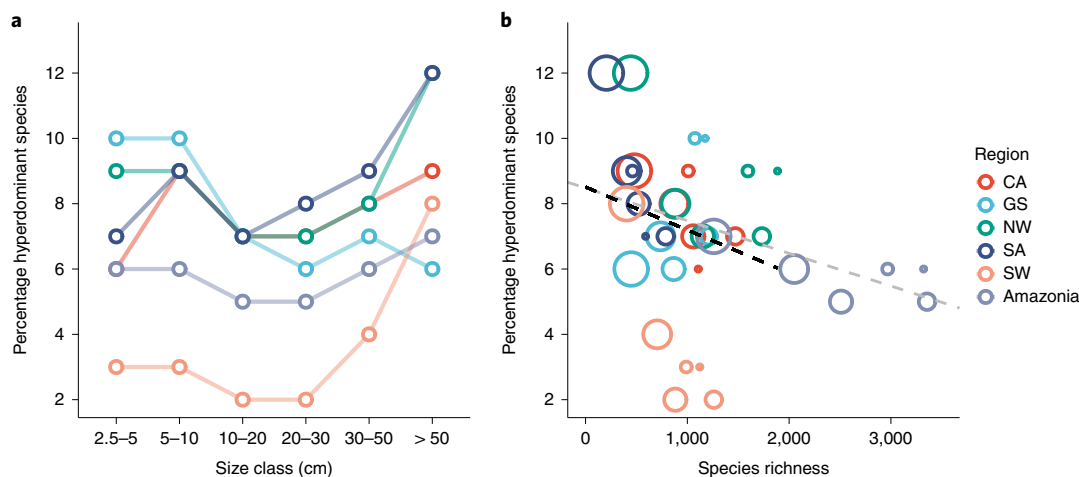 a
Percentage hyperdominant species
12
10
8
6
4
2
2.5–5 5–10 10–20 20–30 30–50 > 50
Size class (cm)
b
Percentage hyperdominant species
12
10
8
6
4
2
0 1,000 2,000 3,000
Species richness
Region
CA
GS
NW
SA
SW
Amazonia